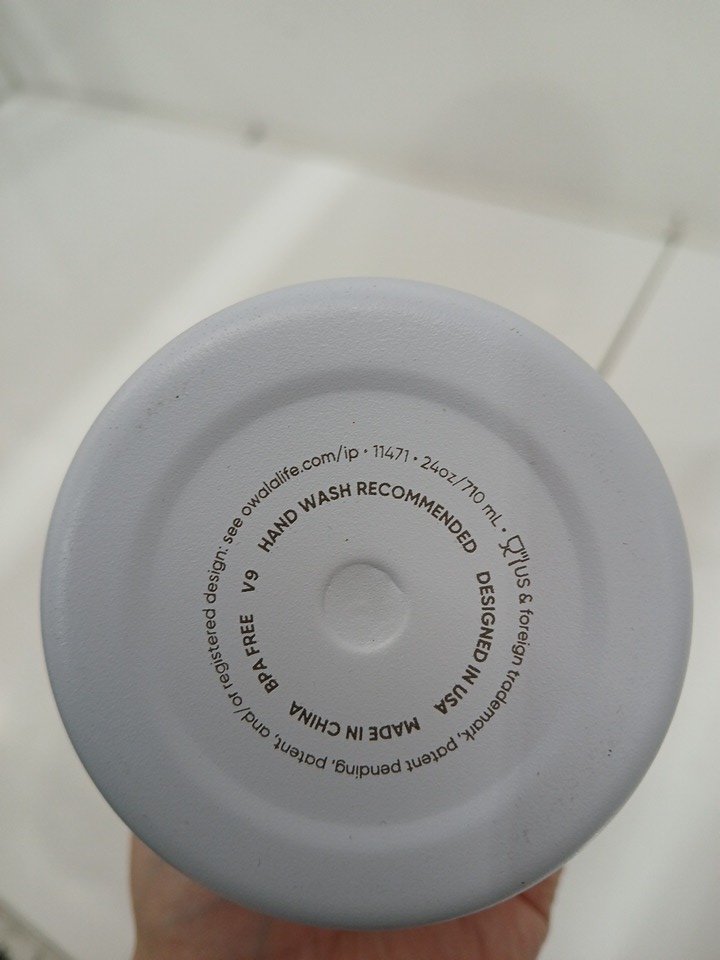 US & foreign trademark, patent pending, patent, and/or registered design: see owalalife.com/ip • 11471 • 24oz/710 mL •
HAND WASH RECOMMENDED
DESIGNED IN USA
MADE IN CHINA
BPA FREE
V9